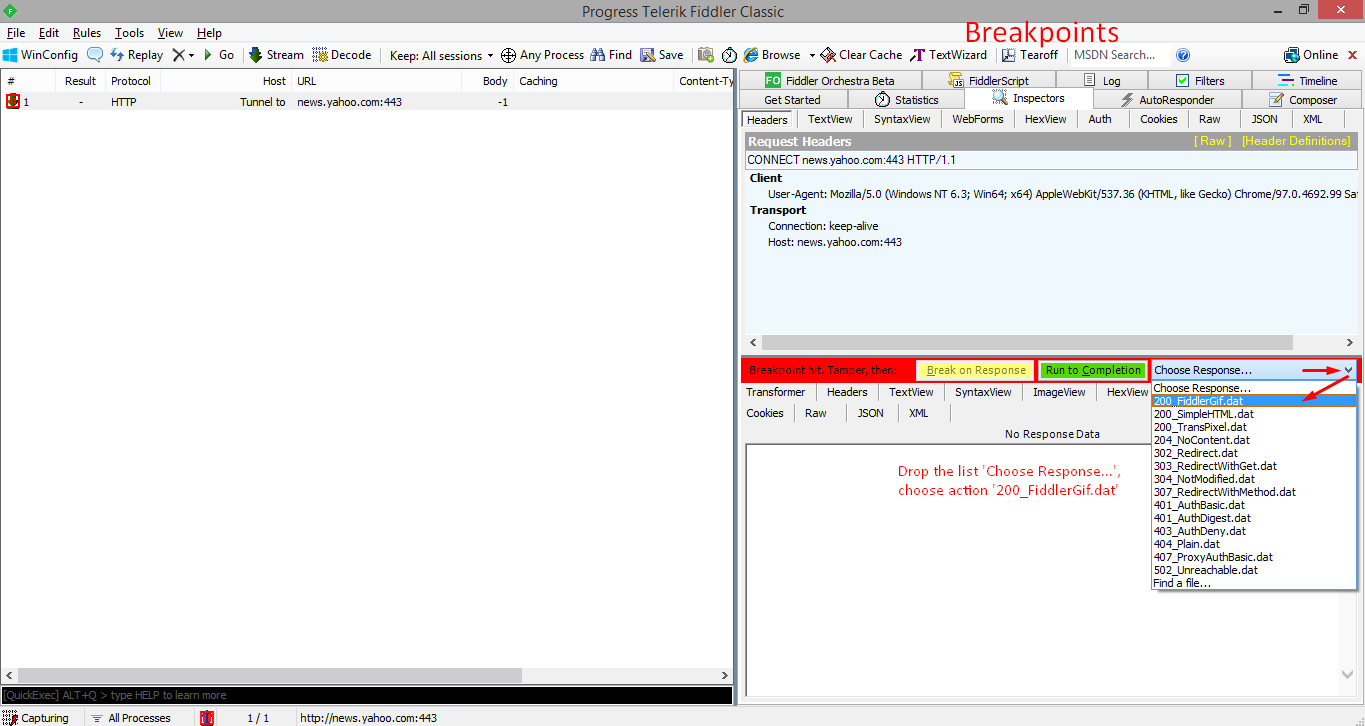 Progress Telerik Fiddler Classic
File Edit Rules Tools View Help
Breakpoints
WinConfig Replay Go Stream Decode Keep: All sessions Any Process Find Save Browse Clear Cache TextWizard Tearoff MSDN Search... Online
# Result Protocol Host URL Body Caching Content-Ty
1 - HTTP Tunnel to news.yahoo.com:443 -1
FO Fiddler Orchestra Beta FiddlerScript Log Filters Timeline
Get Started Statistics Inspectors AutoResponder Composer
Headers TextView SyntaxView WebForms HexView Auth Cookies Raw JSON XML
Request Headers [ Raw ] [Header Definitions]
CONNECT news.yahoo.com:443 HTTP/1.1
Client
User-Agent: Mozilla/5.0 (Windows NT 6.3; Win64; x64) AppleWebKit/537.36 (KHTML, like Gecko) Chrome/97.0.4692.99 Saf
Transport
Connection: keep-alive
Host: news.yahoo.com:443
Breakpoint hit. Tamper, then: Break on Response Run to Completion Choose Response...
Transformer Headers TextView SyntaxView ImageView HexView
Cookies Raw JSON XML
No Response Data
Choose Response...
200_FiddlerGif.dat
200_SimpleHTML.dat
200_TransPixel.dat
204_NoContent.dat
302_Redirect.dat
303_RedirectWithGet.dat
304_NotModified.dat
307_RedirectWithMethod.dat
401_AuthBasic.dat
401_AuthDigest.dat
403_AuthDeny.dat
404_Plain.dat
407_ProxyAuthBasic.dat
502_Unreachable.dat
Find a file...
Drop the list 'Choose Response...',
choose action '200_FiddlerGif.dat'
[QuickExec] ALT+Q > type HELP to learn more
Capturing All Processes 1 / 1 http://news.yahoo.com:443